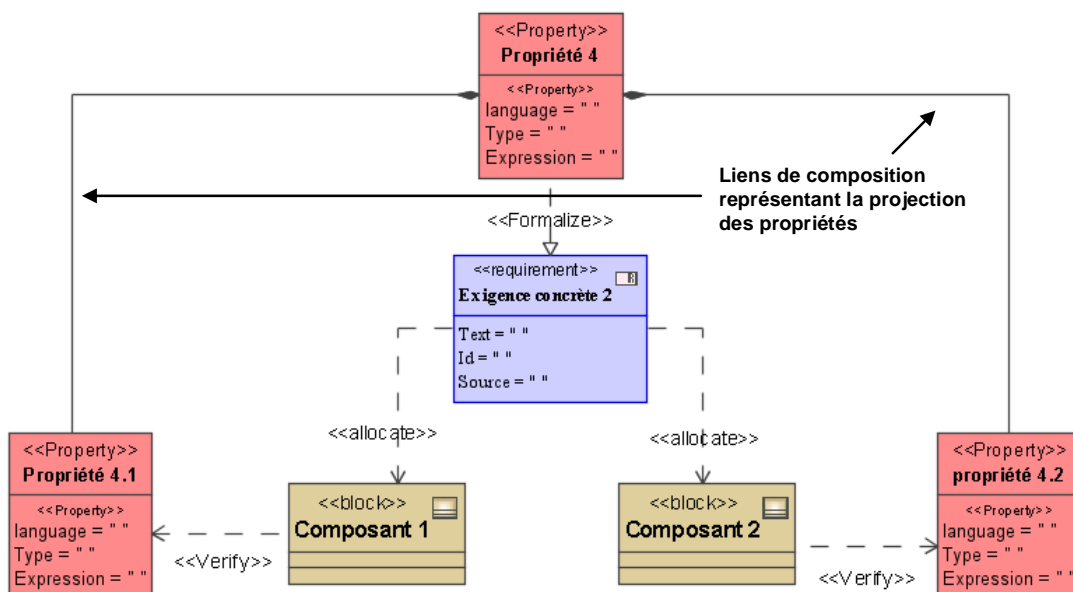 <<Property>>
Propriété 4
<<Property>>
language = " "
Type = " "
Expression = " "
Liens de composition
représentant la projection
des propriétés
<<Formalize>>
<<requirement>>
Exigence concrète 2
Text = " "
Id = " "
Source = " "
<<allocate>>
<<allocate>>
<<Property>>
Propriété 4.1
<<Property>>
language = " "
Type = " "
Expression = " "
<<block>>
Composant 1
<<Verify>>
<<block>>
Composant 2
<<Verify>>
<<Property>>
propriété 4.2
<<Property>>
language = " "
Type = " "
Expression = " "